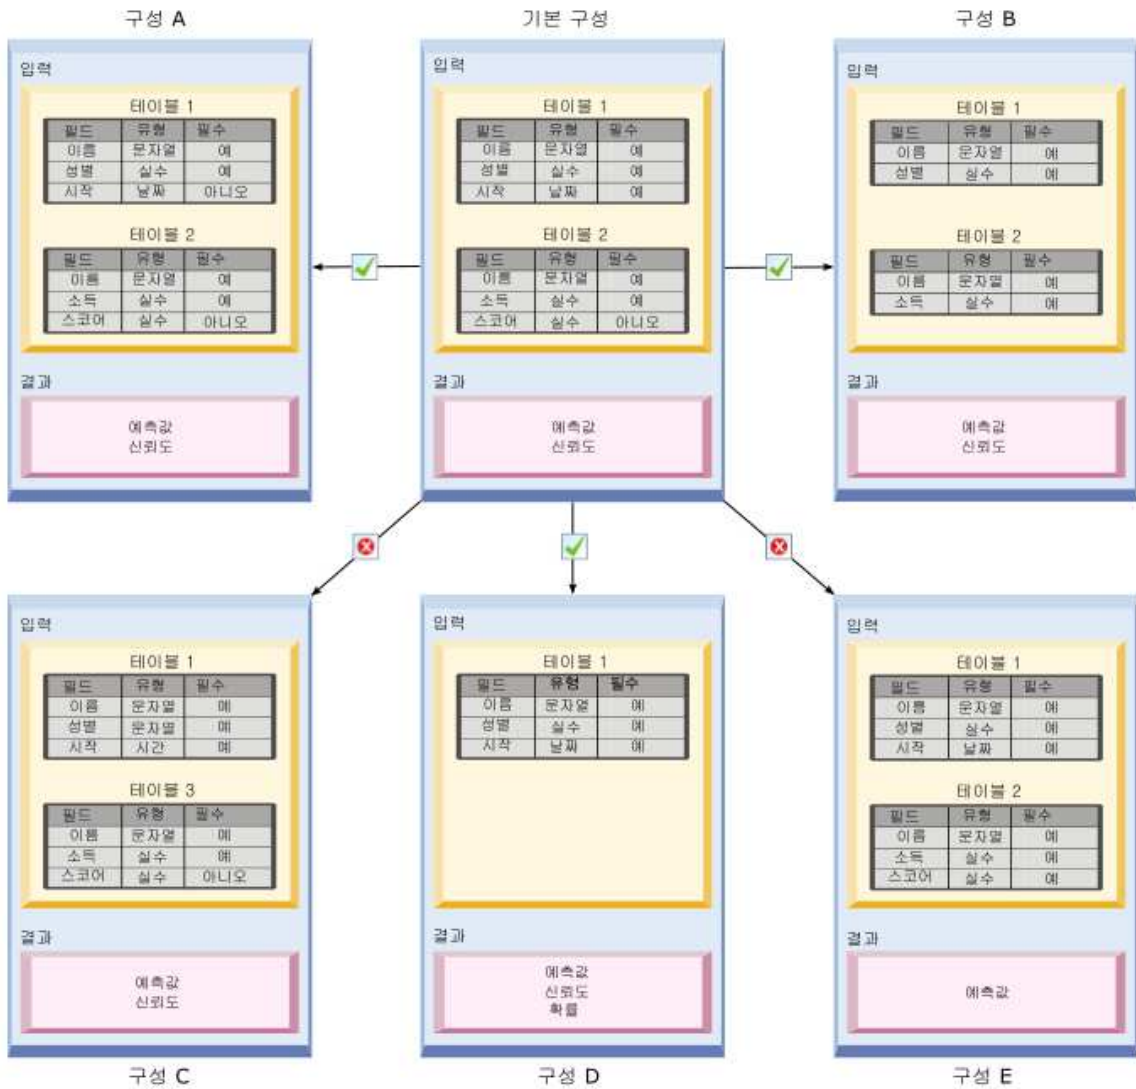 구성 A
기본 구성
구성 B
입력
테이블 1
필드 유형 필수
이름 문자열 예
성별 실수 예
시작 날짜 아니오
테이블 2
필드 유형 필수
이름 문자열 예
소득 실수 예
스코어 실수 아니오
결과
예측값
신뢰도
입력
테이블 1
필드 유형 필수
이름 문자열 예
성별 실수 예
시작 날짜 예
테이블 2
필드 유형 필수
이름 문자열 예
소득 실수 예
스코어 실수 아니오
결과
예측값
신뢰도
입력
테이블 1
필드 유형 필수
이름 문자열 예
성별 실수 예
테이블 2
필드 유형 필수
이름 문자열 예
소득 실수 예
결과
예측값
신뢰도
입력
테이블 1
필드 유형 필수
이름 문자열 예
성별 문자열 예
시작 시간 예
테이블 3
필드 유형 필수
이름 문자열 예
소득 실수 예
스코어 실수 아니오
결과
예측값
신뢰도
구성 C
입력
테이블 1
필드 유형 필수
이름 문자열 예
성별 실수 예
시작 날짜 예
결과
예측값
신뢰도
확률
구성 D
입력
테이블 1
필드 유형 필수
이름 문자열 예
성별 실수 예
시작 날짜 예
테이블 2
필드 유형 필수
이름 문자열 예
소득 실수 예
스코어 실수 예
결과
예측값
구성 E